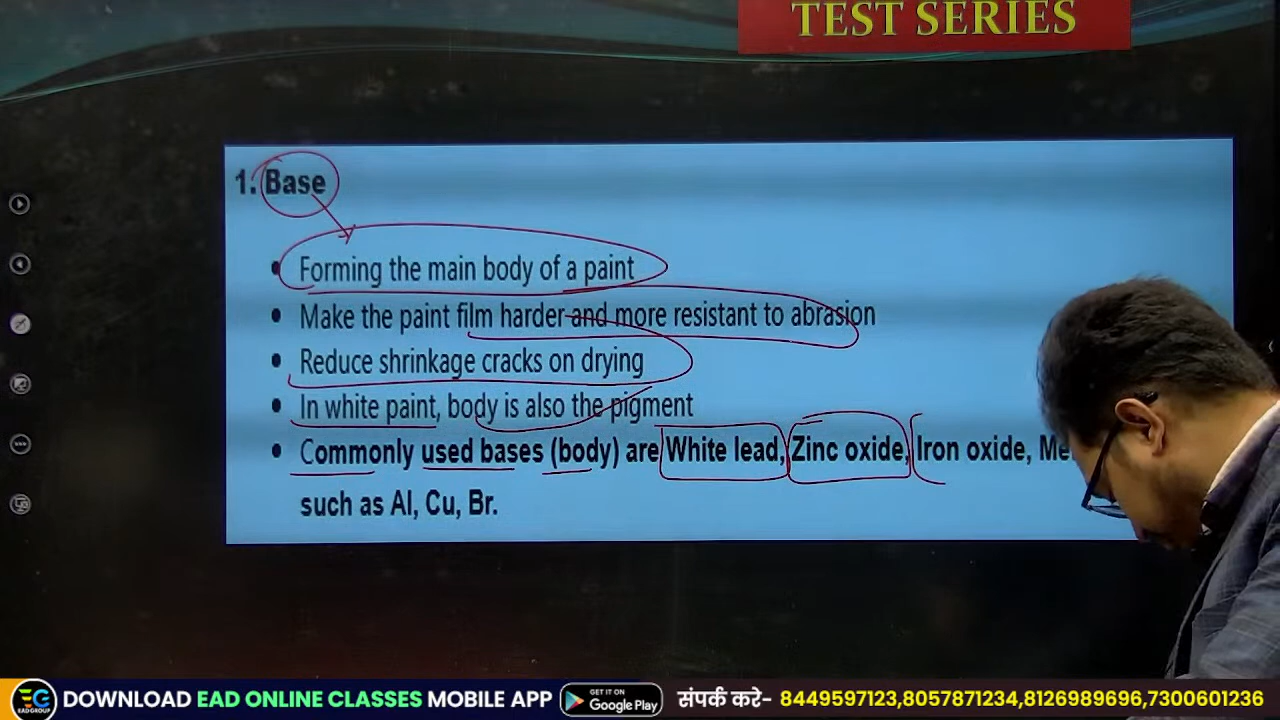 TEST SERIES
1. Base
• Forming the main body of a paint
• Make the paint film harder and more resistant to abrasion
• Reduce shrinkage cracks on drying
• In white paint, body is also the pigment
• Commonly used bases (body) are White lead, Zinc oxide, Iron oxide,
such as Al, Cu, Br.
EG EAD GROUP DOWNLOAD EAD ONLINE CLASSES MOBILE APP GET IT ON Google Play संपर्क करे- 8449597123,8057871234,8126989696,7300601236